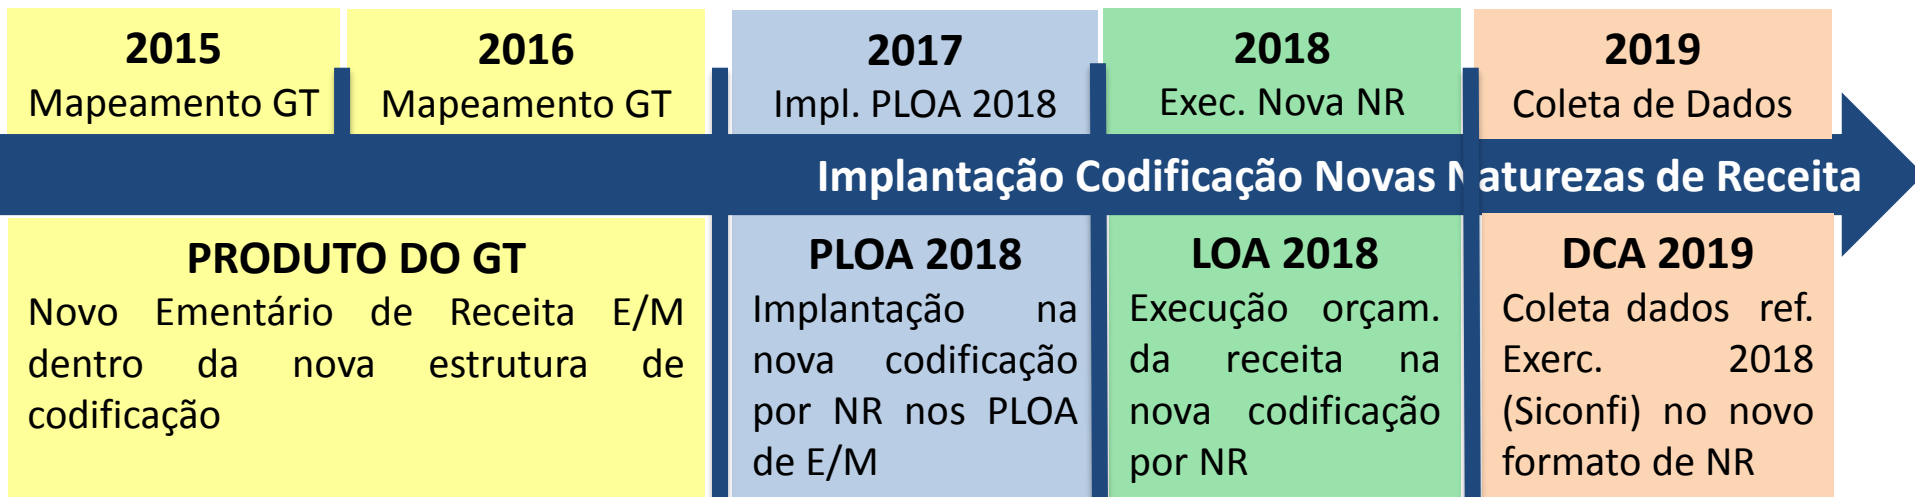 2015
Mapeamento GT
2016
Mapeamento GT
2017
Impl. PLOA 2018
2018
Exec. Nova NR
2019
Coleta de Dados
Implantação Codificação Novas Naturezas de Receita
PRODUTO DO GT
Novo Ementário de Receita E/M
dentro da nova estrutura de
codificação
PLOA 2018
Implantação na
nova codificação
por NR nos PLOA
de E/M
LOA 2018
Execução orçam.
da receita na
nova codificação
por NR
DCA 2019
Coleta dados ref.
Exerc. 2018
(Siconfi) no novo
formato de NR